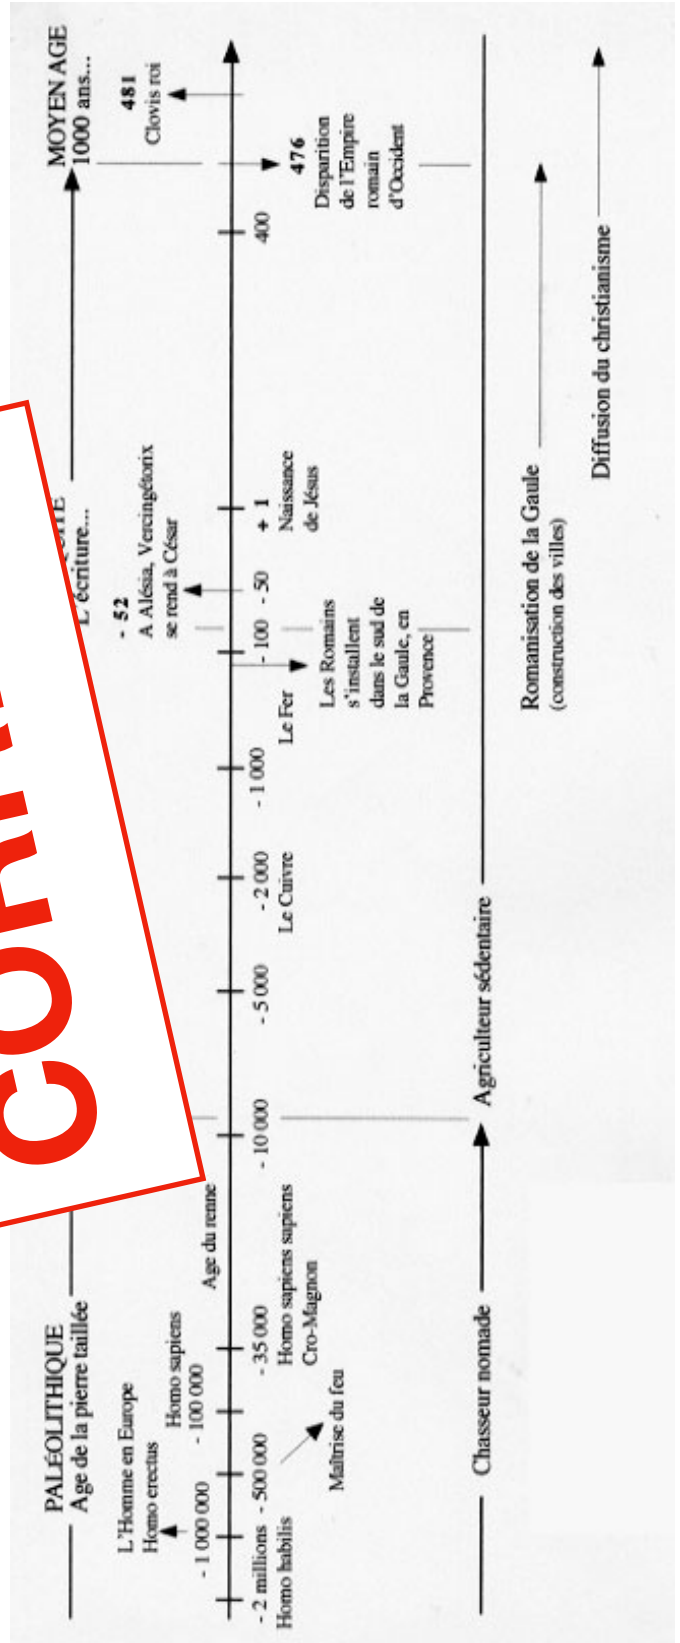 PALÉOLITHIQUE
Age de la pierre taillée
L'écriture...
MOYEN AGE
1000 ans...
L'Homme en Europe
Homo erectus
Homo sapiens
Age du renne
- 52
A Alésia, Vercingétorix
se rend à César
481
Clovis roi
- 2 millions
- 1 000 000
- 500 000
- 100 000
- 35 000
- 10 000
- 5 000
- 2 000
- 1 000
- 100
- 50
+ 1
400
476
Homo habilis
Maîtrise du feu
Homo sapiens sapiens
Cro-Magnon
Le Cuivre
Le Fer
Les Romains
s'installent
dans le sud de
la Gaule, en
Provence
Naissance
de Jésus
Disparition
de l'Empire
romain
d'Occident
Chasseur nomade
Agriculteur sédentaire
Romanisation de la Gaule
(construction des villes)
Diffusion du christianisme